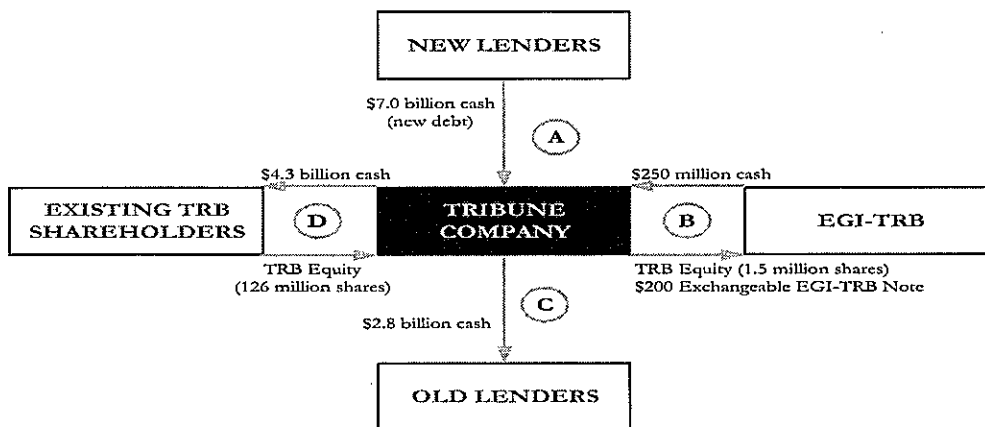 NEW LENDERS
$7.0 billion cash
(new debt)
A
$4.3 billion cash
$250 million cash
EXISTING TRB
SHAREHOLDERS
D
TRIBUNE
COMPANY
B
EGI-TRB
TRB Equity
(126 million shares)
TRB Equity (1.5 million shares)
$200 Exchangeable EGI-TRB Note
C
$2.8 billion cash
OLD LENDERS